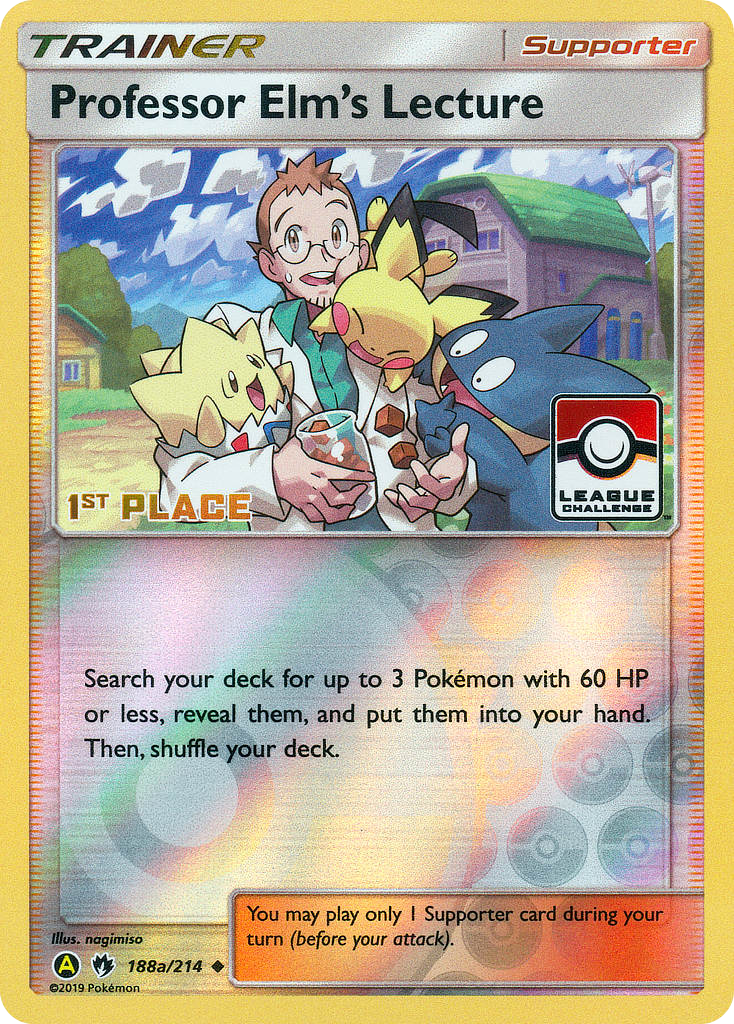 TRAINER
Supporter
Professor Elm's Lecture
1ST PLACE
LEAGUE
CHALLENGE
TM
Search your deck for up to 3 Pokémon with 60 HP
or less, reveal them, and put them into your hand.
Then, shuffle your deck.
You may play only 1 Supporter card during your
turn (before your attack).
Illus. nagimiso
A
188a/214
©2019 Pokémon